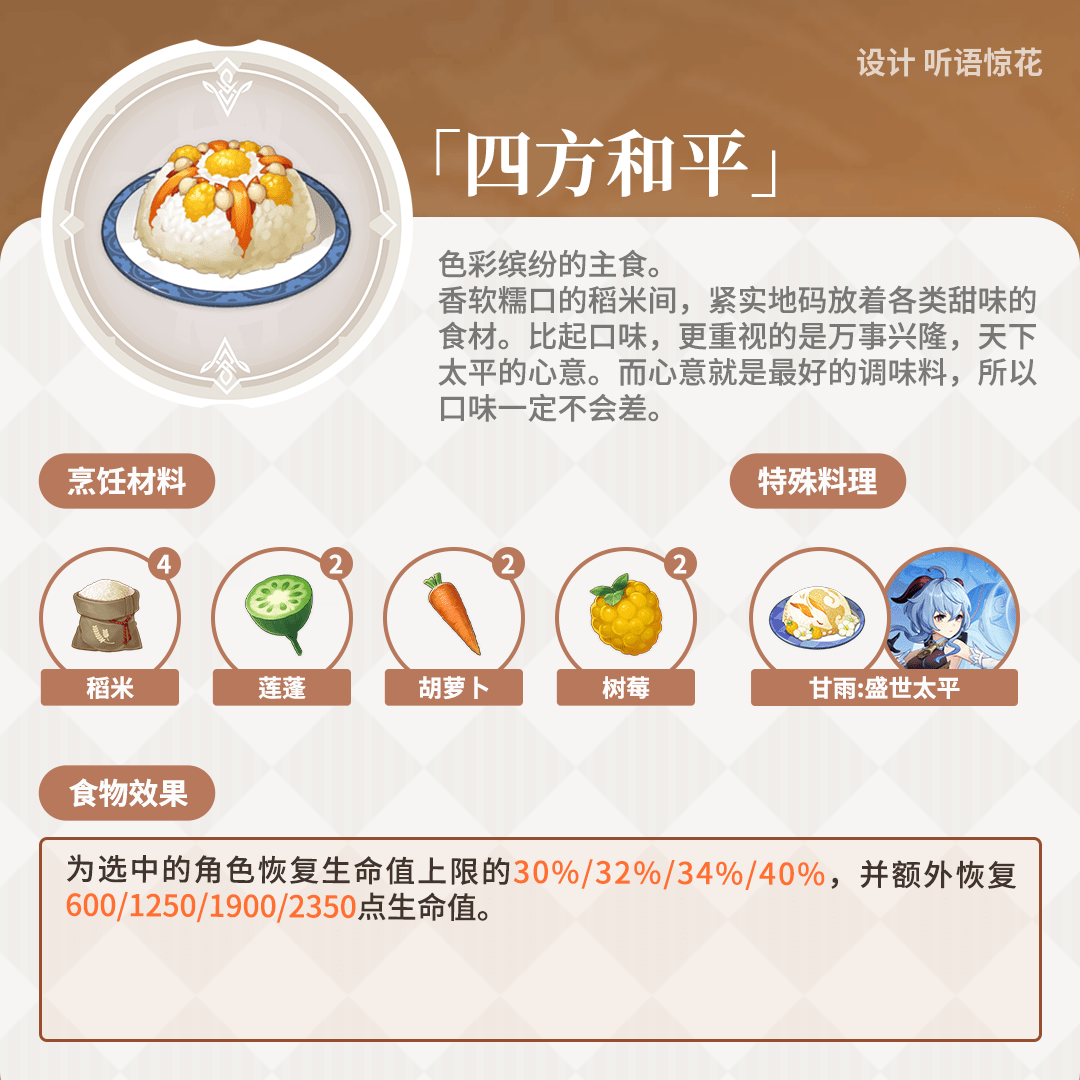 设计 听语惊花
「四方和平」
色彩缤纷的主食。
香软糯口的稻米间，紧实地码放着各类甜味的
食材。比起口味，更重视的是万事兴隆，天下
太平的心意。而心意就是最好的调味料，所以
口味一定不会差。
烹饪材料
特殊料理
4
2
2
2
稻米
莲蓬
胡萝卜
树莓
甘雨:盛世太平
食物效果
为选中的角色恢复生命值上限的30%/32%/34%/40%，并额外恢复
600/1250/1900/2350点生命值。